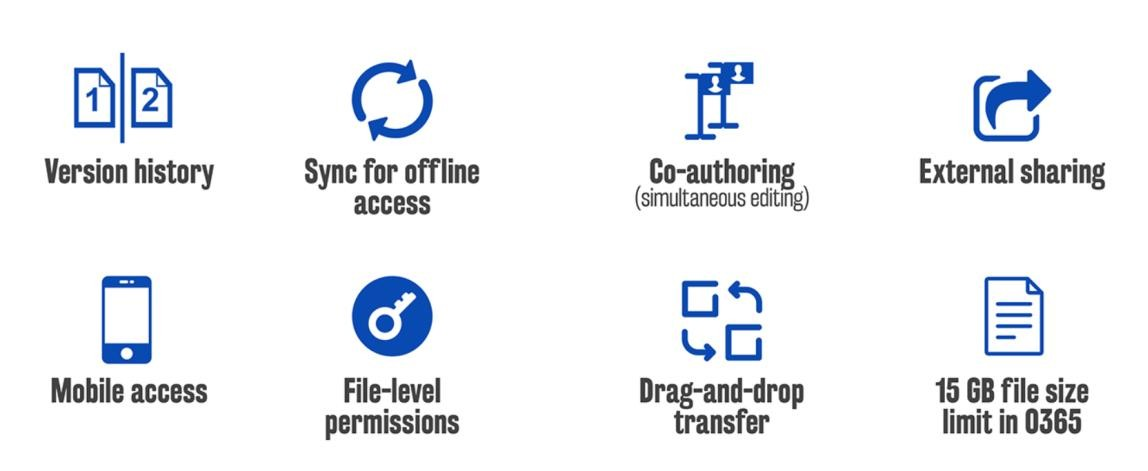 1 2
Version history
Sync for offline
access
Co-authoring
(simultaneous editing)
External sharing
Mobile access
File-level
permissions
Drag-and-drop
transfer
15 GB file size
limit in O365